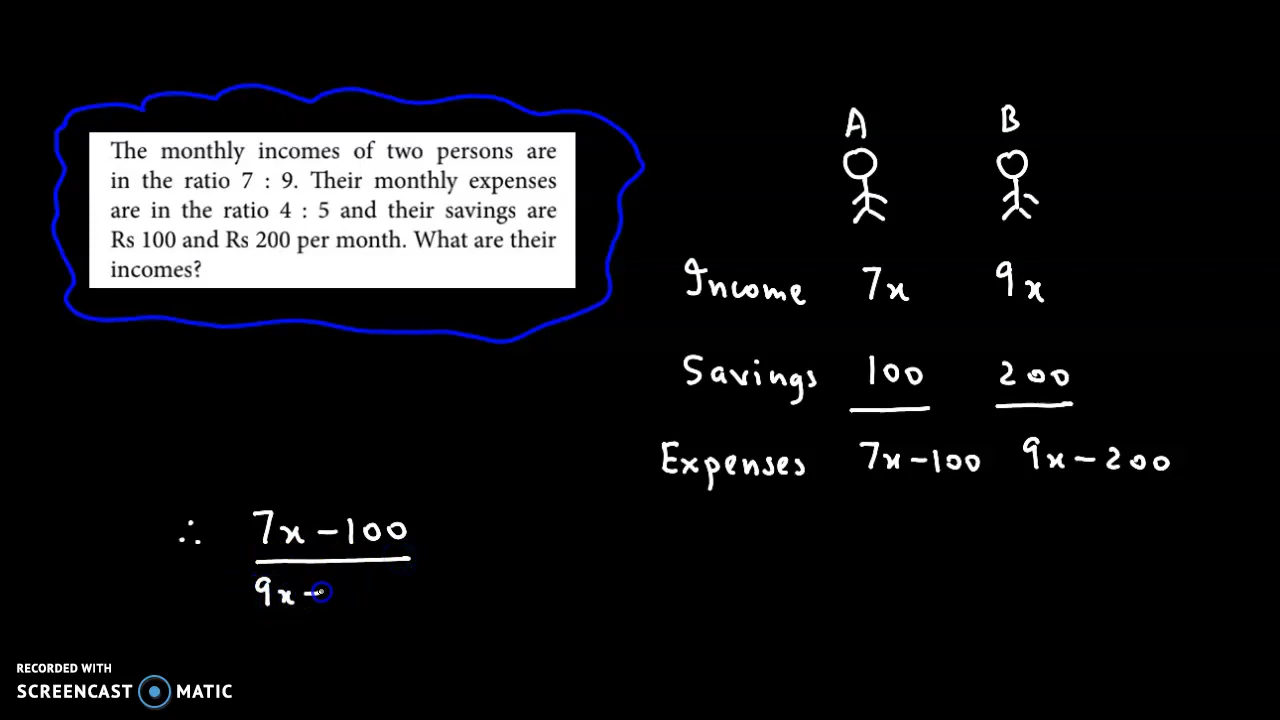 The monthly incomes of two persons are
in the ratio 7 : 9. Their monthly expenses
are in the ratio 4 : 5 and their savings are
Rs 100 and Rs 200 per month. What are their
incomes?
A B
Income 7x 9x
Savings 100 200
Expenses 7x-100 9x-200
∴ 7x-100
9x-
RECORDED WITH
SCREENCAST MATIC